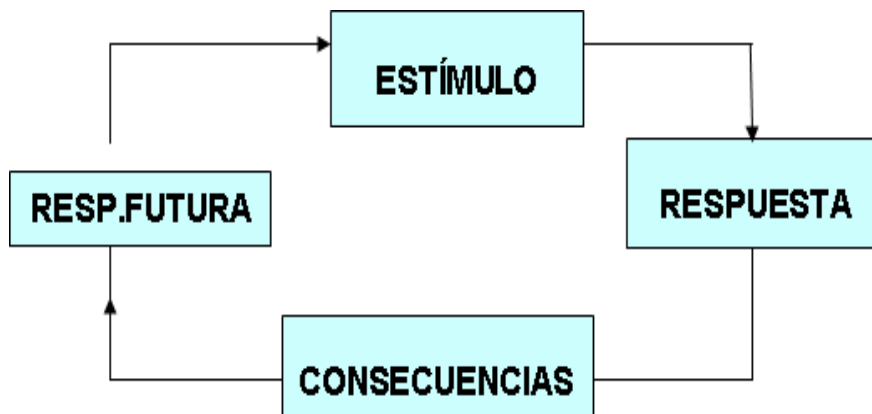 ESTÍMULO
RESPUESTA
CONSECUENCIAS
RESP.FUTURA